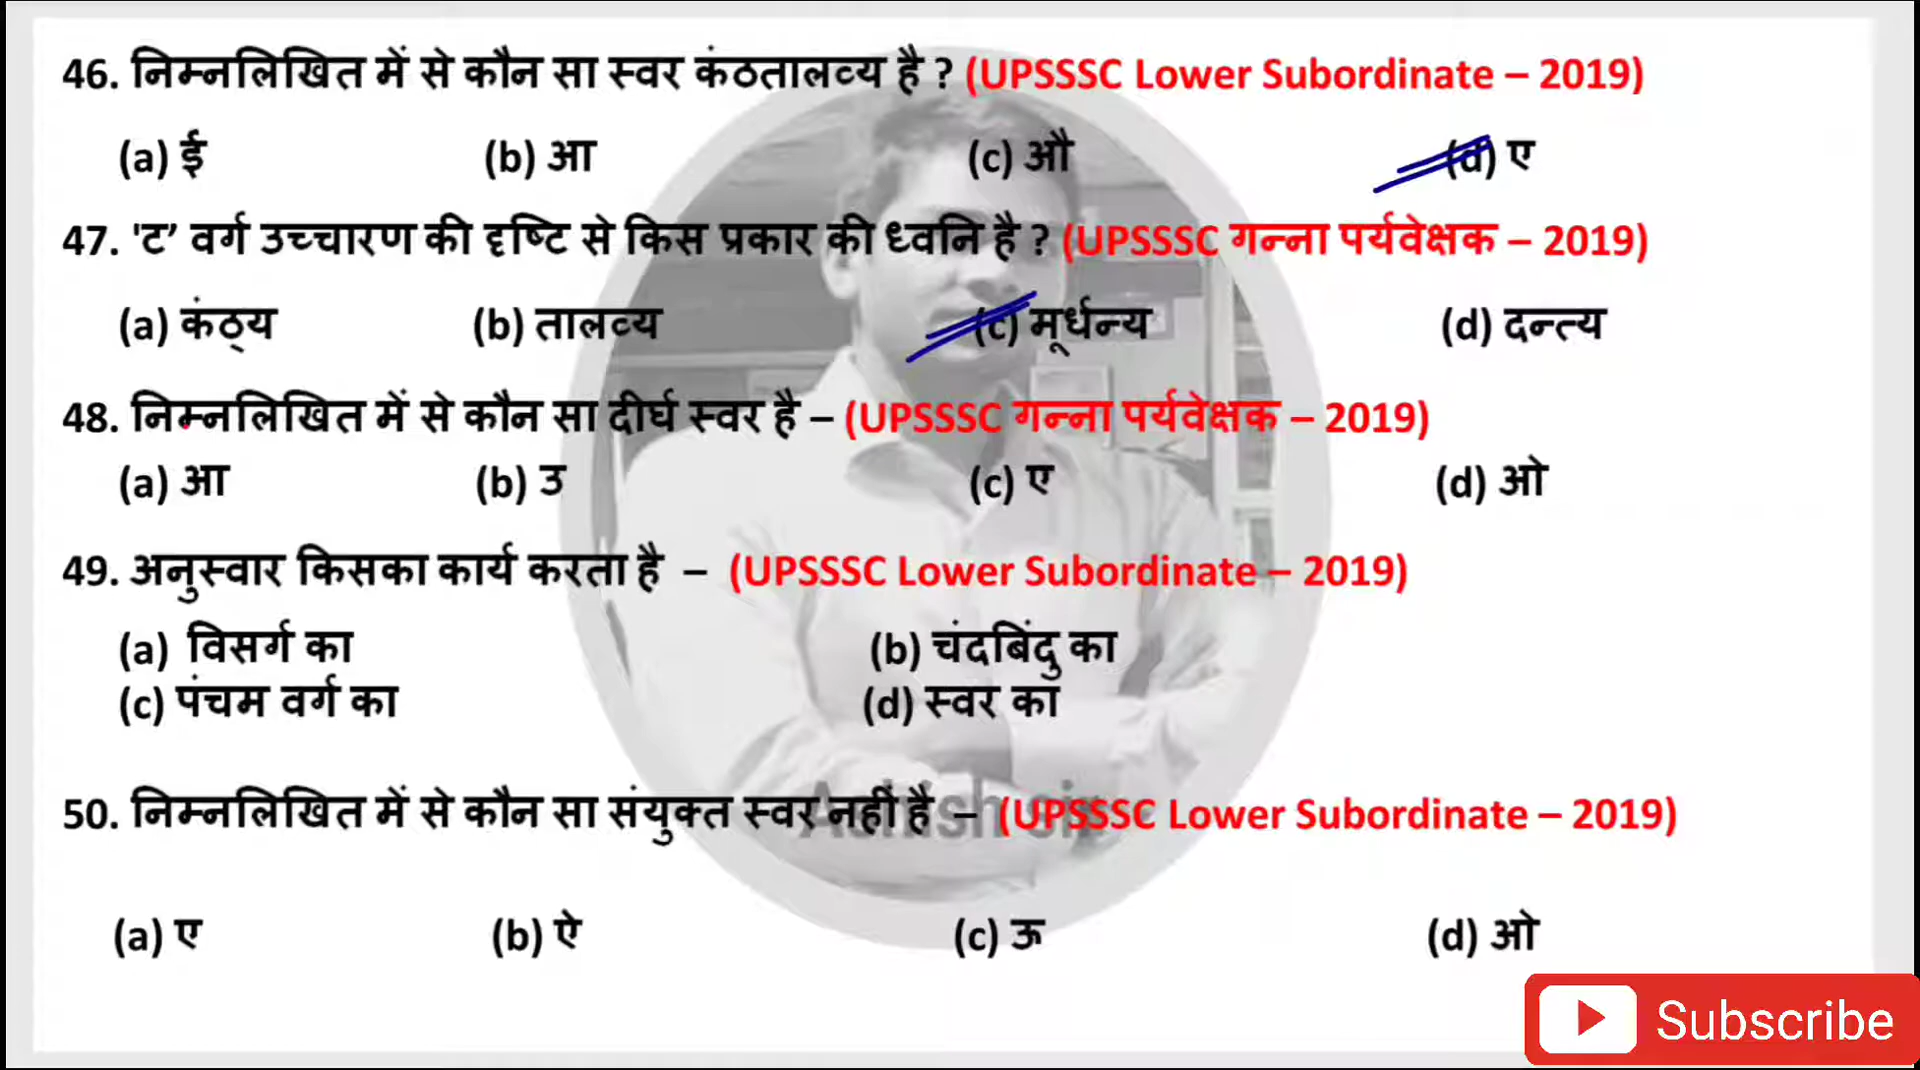 46. निम्नलिखित में से कौन सा स्वर कंठतालव्य है ? (UPSSSC Lower Subordinate – 2019)
(a) ई (b) आ (c) औ (d) ए
47. 'ट’ वर्ग उच्चारण की दृष्टि से किस प्रकार की ध्वनि है ? (UPSSSC गन्ना पर्यवेक्षक – 2019)
(a) कंठ्य (b) तालव्य (c) मूर्धन्य (d) दन्त्य
48. निम्नलिखित में से कौन सा दीर्घ स्वर है – (UPSSSC गन्ना पर्यवेक्षक – 2019)
(a) आ (b) उ (c) ए (d) ओ
49. अनुस्वार किसका कार्य करता है – (UPSSSC Lower Subordinate – 2019)
(a) विसर्ग का (b) चंदबिंदु का
(c) पंचम वर्ग का (d) स्वर का
50. निम्नलिखित में से कौन सा संयुक्त स्वर नहीं है – (UPSSSC Lower Subordinate – 2019)
Ashish sir
(a) ए (b) ऐ (c) ऊ (d) ओ
Subscribe